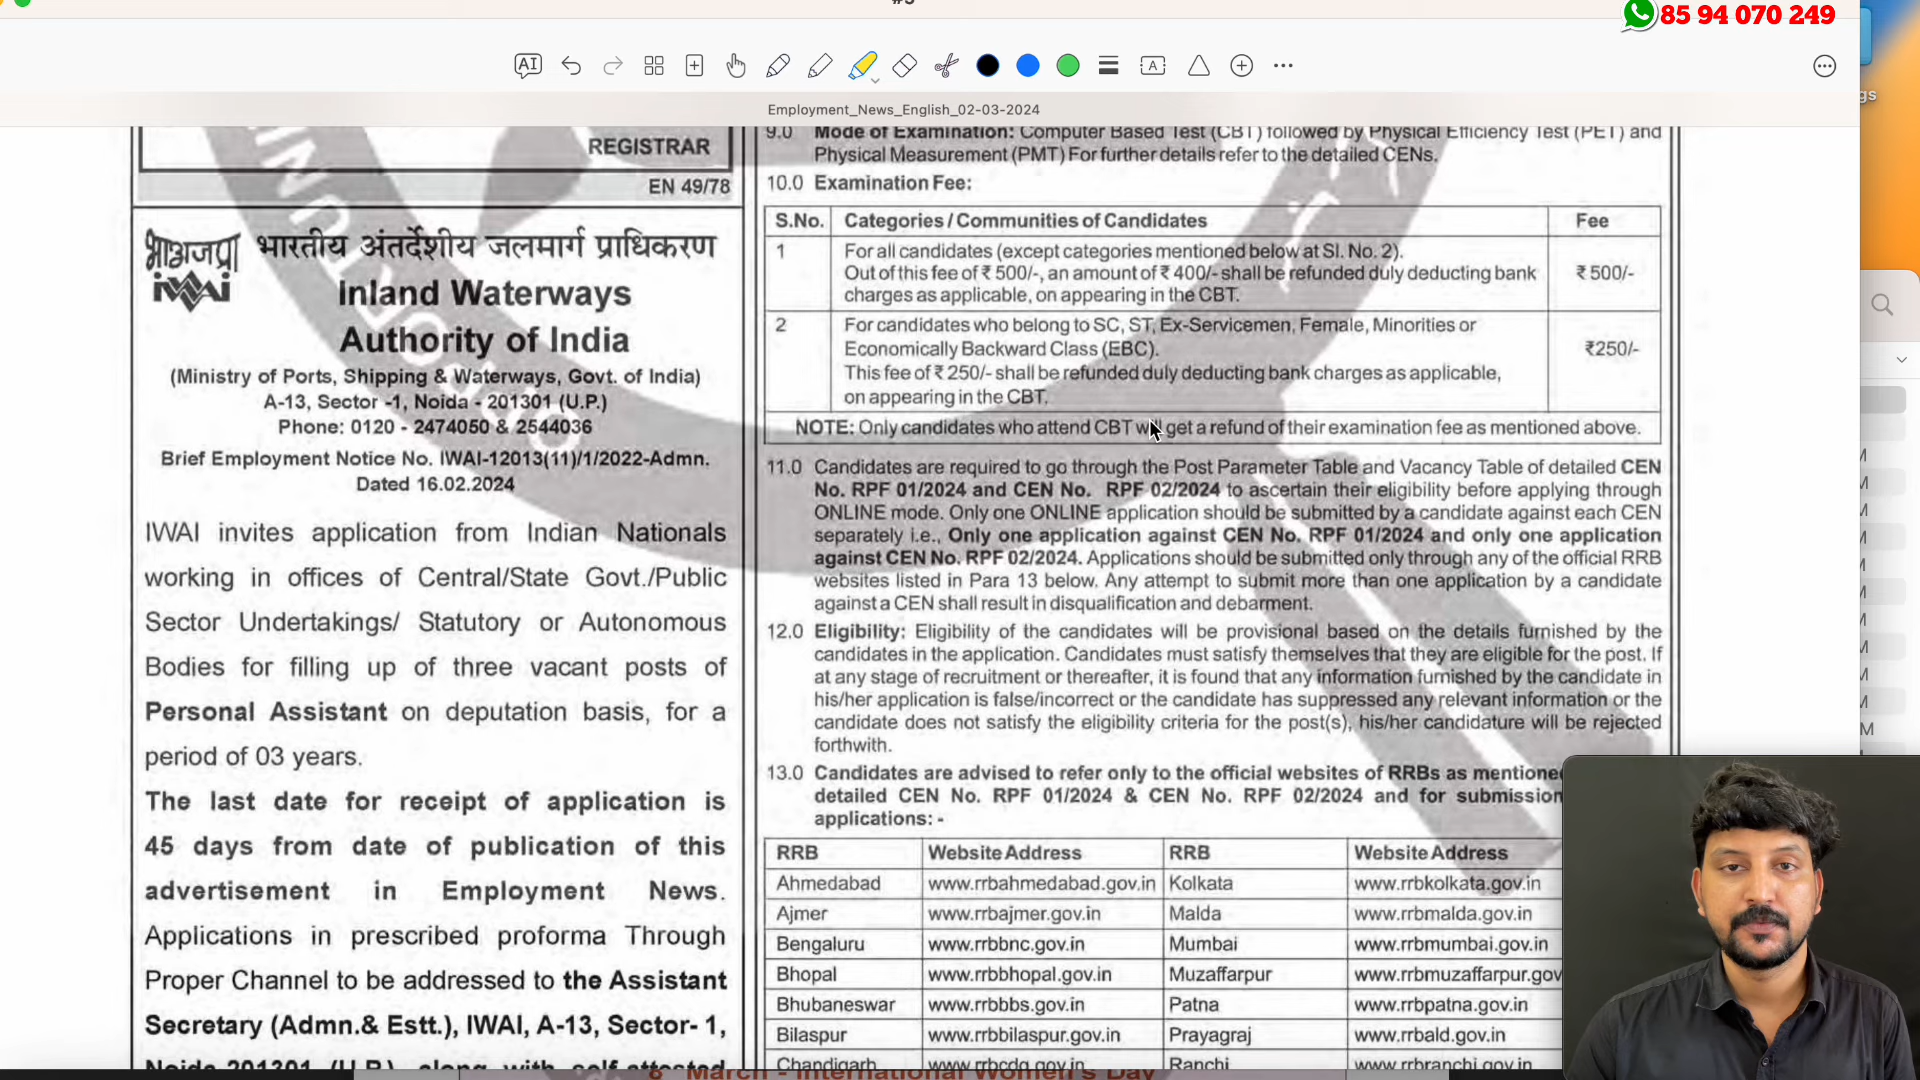 85 94 070 249
Employment_News_English_02-03-2024
REGISTRAR
EN 49/78
भारतीय अंतर्देशीय जलमार्ग प्राधिकरण
भाअजप्रा
IWAI
Inland Waterways
Authority of India
(Ministry of Ports, Shipping & Waterways, Govt. of India)
A-13, Sector -1, Noida - 201301 (U.P.)
Phone: 0120 - 2474050 & 2544036
Brief Employment Notice No. IWAI-12013(11)/1/2022-Admn.
Dated 16.02.2024
IWAI invites application from Indian Nationals
working in offices of Central/State Govt./Public
Sector Undertakings/ Statutory or Autonomous
Bodies for filling up of three vacant posts of
Personal Assistant on deputation basis, for a
period of 03 years.
The last date for receipt of application is
45 days from date of publication of this
advertisement in Employment News.
Applications in prescribed proforma Through
Proper Channel to be addressed to the Assistant
Secretary (Admn.& Estt.), IWAI, A-13, Sector- 1,
Noida-201301 (U.P.), along with self-attested
9.0 Mode of Examination: Computer Based Test (CBT) followed by Physical Efficiency Test (PET) and
Physical Measurement (PMT) For further details refer to the detailed CENs.
10.0 Examination Fee:
S.No. Categories / Communities of Candidates Fee
1 For all candidates (except categories mentioned below at Sl. No. 2).
Out of this fee of ₹ 500/-, an amount of ₹ 400/- shall be refunded duly deducting bank ₹ 500/-
charges as applicable, on appearing in the CBT.
2 For candidates who belong to SC, ST, Ex-Servicemen, Female, Minorities or
Economically Backward Class (EBC). ₹250/-
This fee of ₹ 250/- shall be refunded duly deducting bank charges as applicable,
on appearing in the CBT.
NOTE: Only candidates who attend CBT will get a refund of their examination fee as mentioned above.
11.0 Candidates are required to go through the Post Parameter Table and Vacancy Table of detailed CEN
No. RPF 01/2024 and CEN No. RPF 02/2024 to ascertain their eligibility before applying through
ONLINE mode. Only one ONLINE application should be submitted by a candidate against each CEN
separately i.e., Only one application against CEN No. RPF 01/2024 and only one application
against CEN No. RPF 02/2024. Applications should be submitted only through any of the official RRB
websites listed in Para 13 below. Any attempt to submit more than one application by a candidate
against a CEN shall result in disqualification and debarment.
12.0 Eligibility: Eligibility of the candidates will be provisional based on the details furnished by the
candidates in the application. Candidates must satisfy themselves that they are eligible for the post. If
at any stage of recruitment or thereafter, it is found that any information furnished by the candidate in
his/her application is false/incorrect or the candidate has suppressed any relevant information or the
candidate does not satisfy the eligibility criteria for the post(s), his/her candidature will be rejected
forthwith.
13.0 Candidates are advised to refer only to the official websites of RRBs as mentioned
detailed CEN No. RPF 01/2024 & CEN No. RPF 02/2024 and for submission
applications: -
RRB Website Address RRB Website Address
Ahmedabad www.rrbahmedabad.gov.in Kolkata www.rrbkolkata.gov.in
Ajmer www.rrbajmer.gov.in Malda www.rrbmalda.gov.in
Bengaluru www.rrbbnc.gov.in Mumbai www.rrbmumbai.gov.in
Bhopal www.rrbbhopal.gov.in Muzaffarpur www.rrbmuzaffarpur.gov
Bhubaneswar www.rrbbbs.gov.in Patna www.rrbpatna.gov.in
Bilaspur www.rrbbilaspur.gov.in Prayagraj www.rrbald.gov.in
Chandigarh www.rrbcdg.gov.in Ranchi www.rrbranchi.gov.in
8 March - International Women's Day